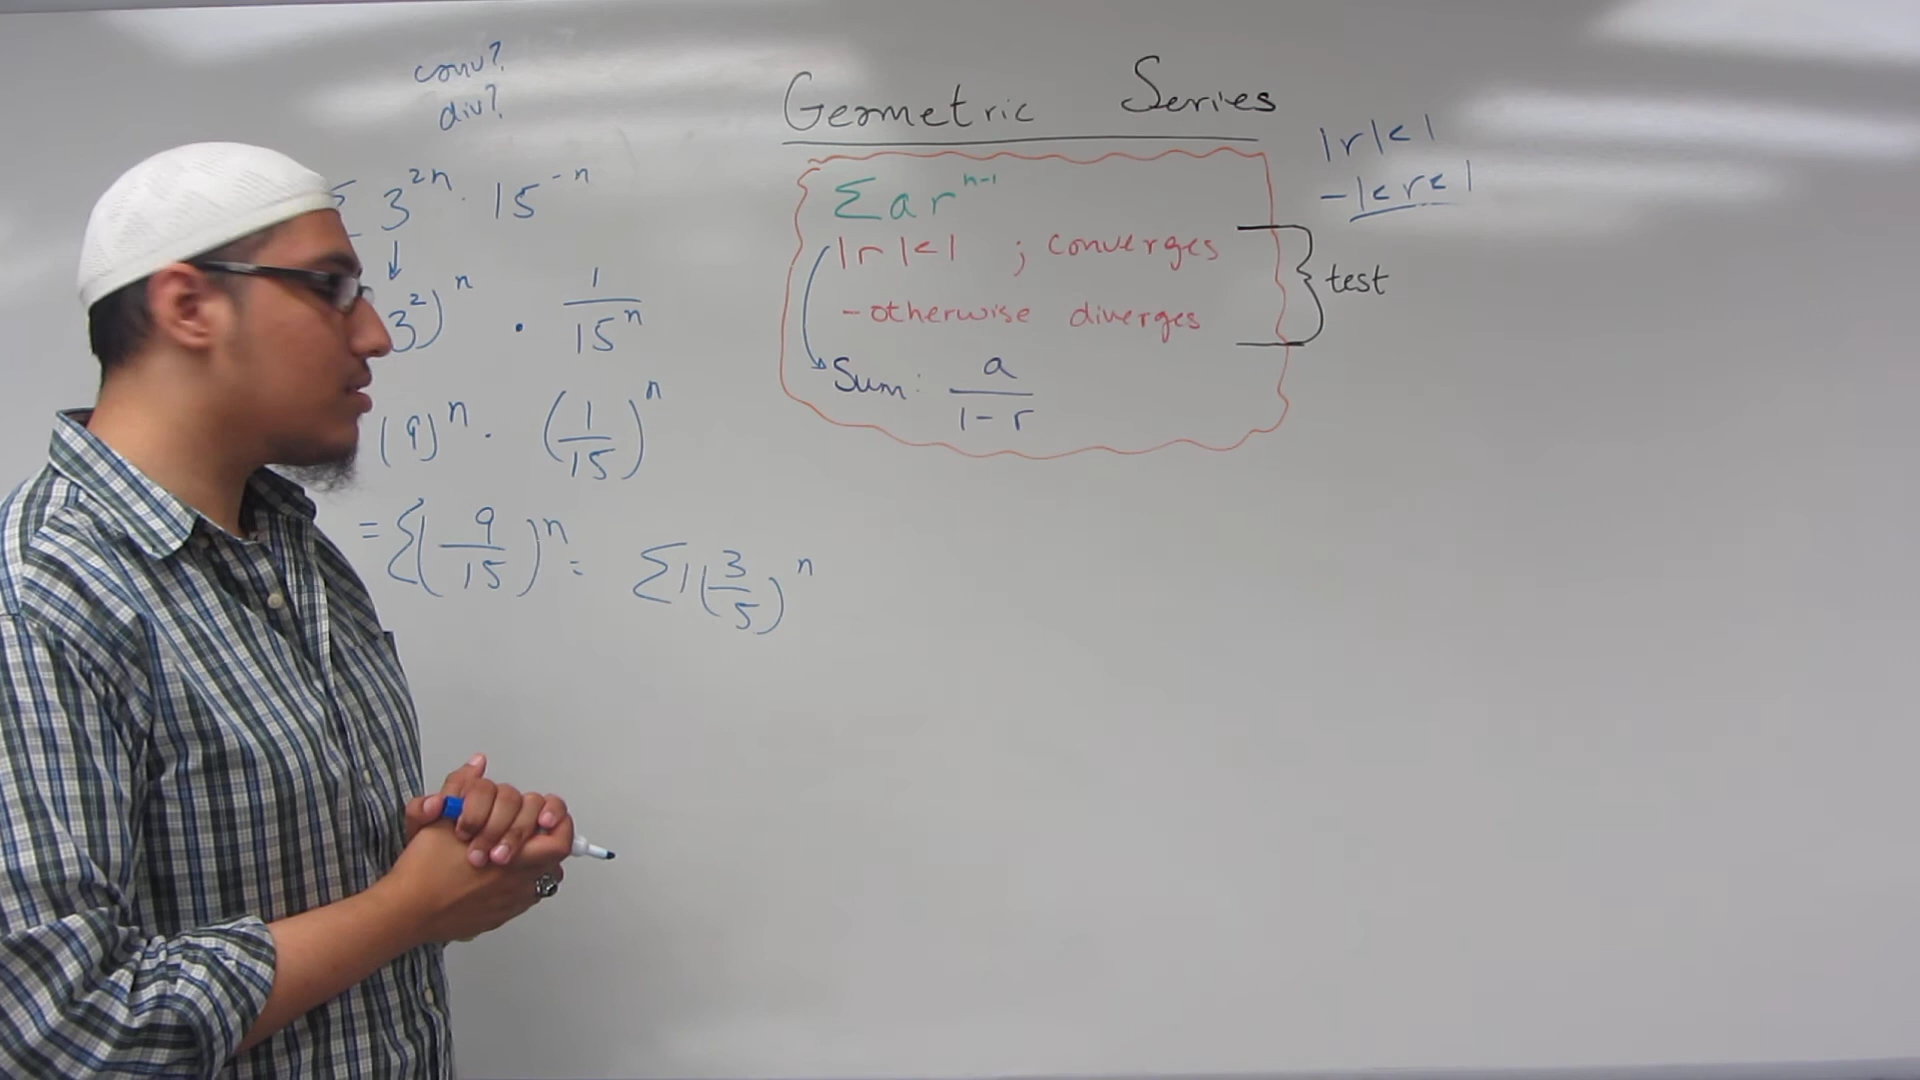 conv?
div?
Σ 3^{2n} · 15^{-n}
3^2)^n · 1/15^n
(9)^n · (1/15)^n
= Σ(9/15)^n = Σ1(3/5)^n
Geometric Series
Σar^{n-1}
|r|<1 ; converges
-otherwise diverges
Sum: a/1-r
test
|r|<1
-1<r<1